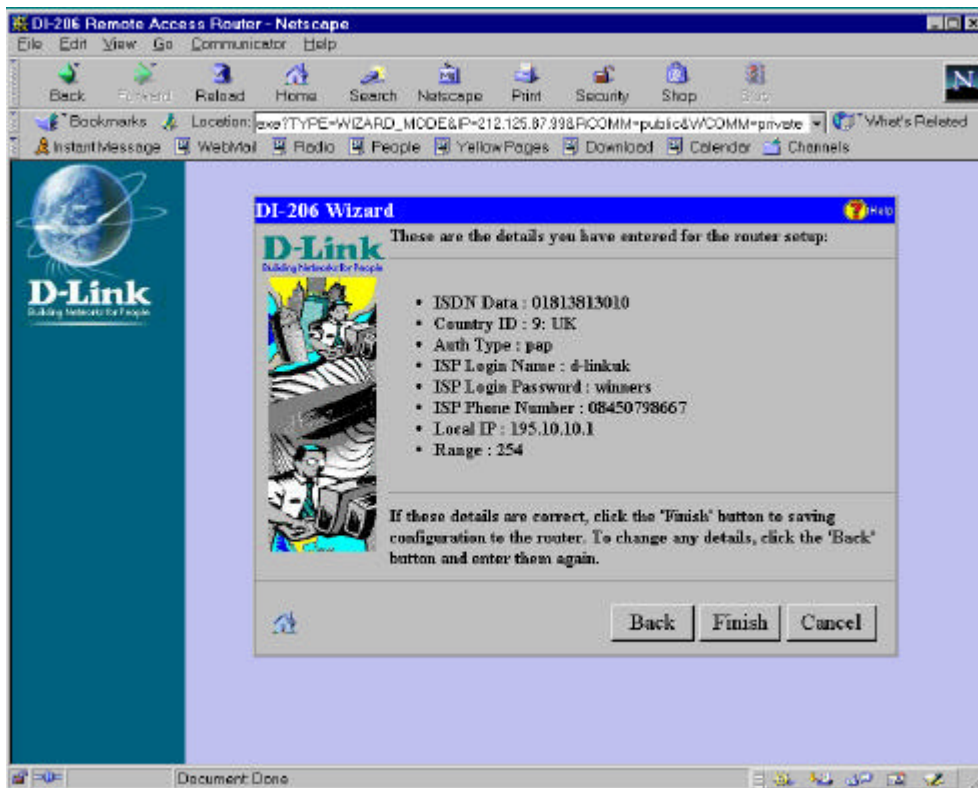 DI-206 Remote Access Router - Netscape
File Edit View Go Communicator Help
Back Forward Reload Home Search Netscape Print Security Shop Stop
N
Bookmarks Location: exe?TYPE=WIZARD_MODE&IP=212.125.87.99&RCOMM=public&WCOMM=private What's Related
Instant Message WebMail Radio People Yellow Pages Download Calendar Channels
D-Link
Building Networks for People
DI-206 Wizard Help
D-Link
Building Networks for People
These are the details you have entered for the router setup:
• ISDN Data : 01813813010
• Country ID : 9: UK
• Auth Type : pap
• ISP Login Name : d-linkuk
• ISP Login Password : winners
• ISP Phone Number : 08450798667
• Local IP : 195.10.10.1
• Range : 254
If these details are correct, click the 'Finish' button to saving
configuration to the router. To change any details, click the 'Back'
button and enter them again.
Back Finish Cancel
Document: Done